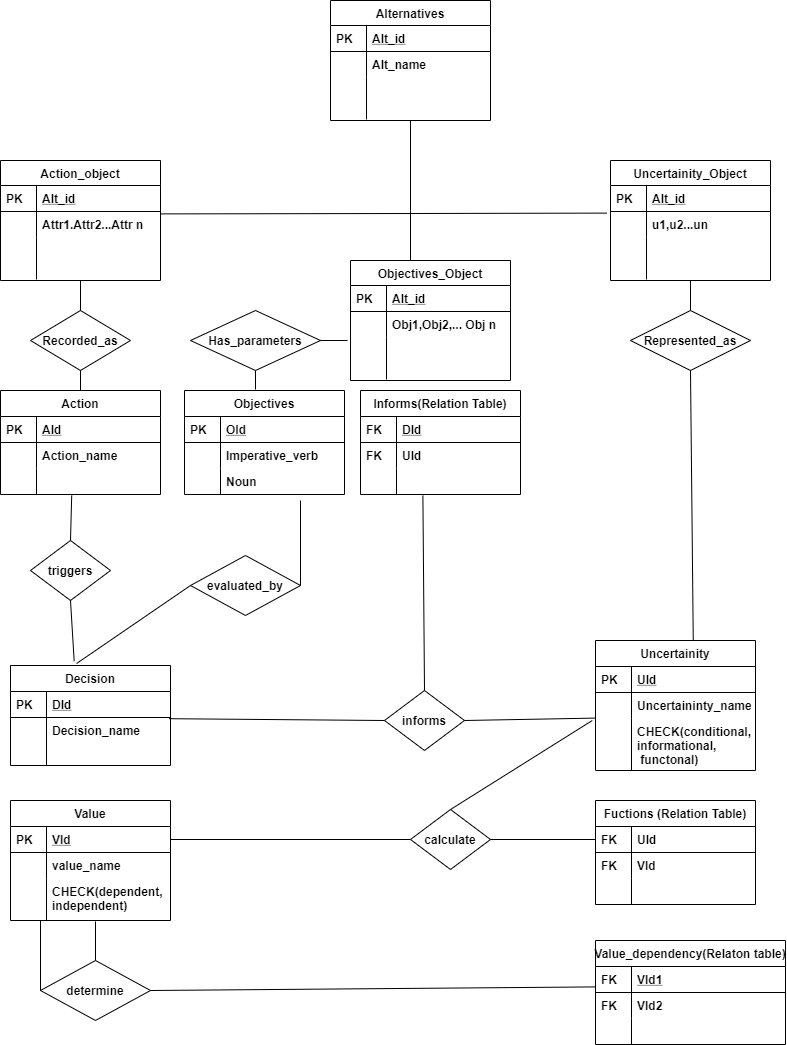 Alternatives
PK Alt_id
Alt_name
Action_object
PK Alt_id
Attr1.Attr2...Attr n
Uncertainity_Object
PK Alt_id
u1,u2...un
Objectives_Object
PK Alt_id
Obj1,Obj2,... Obj n
Recorded_as
Has_parameters
Represented_as
Action
PK AId
Action_name
Objectives
PK OId
Imperative_verb
Noun
Informs(Relation Table)
FK DId
FK UId
triggers
evaluated_by
Decision
PK DId
Decision_name
informs
Uncertainity
PK UId
Uncertaininty_name
CHECK(conditional,
informational,
functonal)
Value
PK VId
value_name
CHECK(dependent,
independent)
calculate
Fuctions (Relation Table)
FK UId
FK VId
determine
Value_dependency(Relaton table)
FK VId1
FK VId2